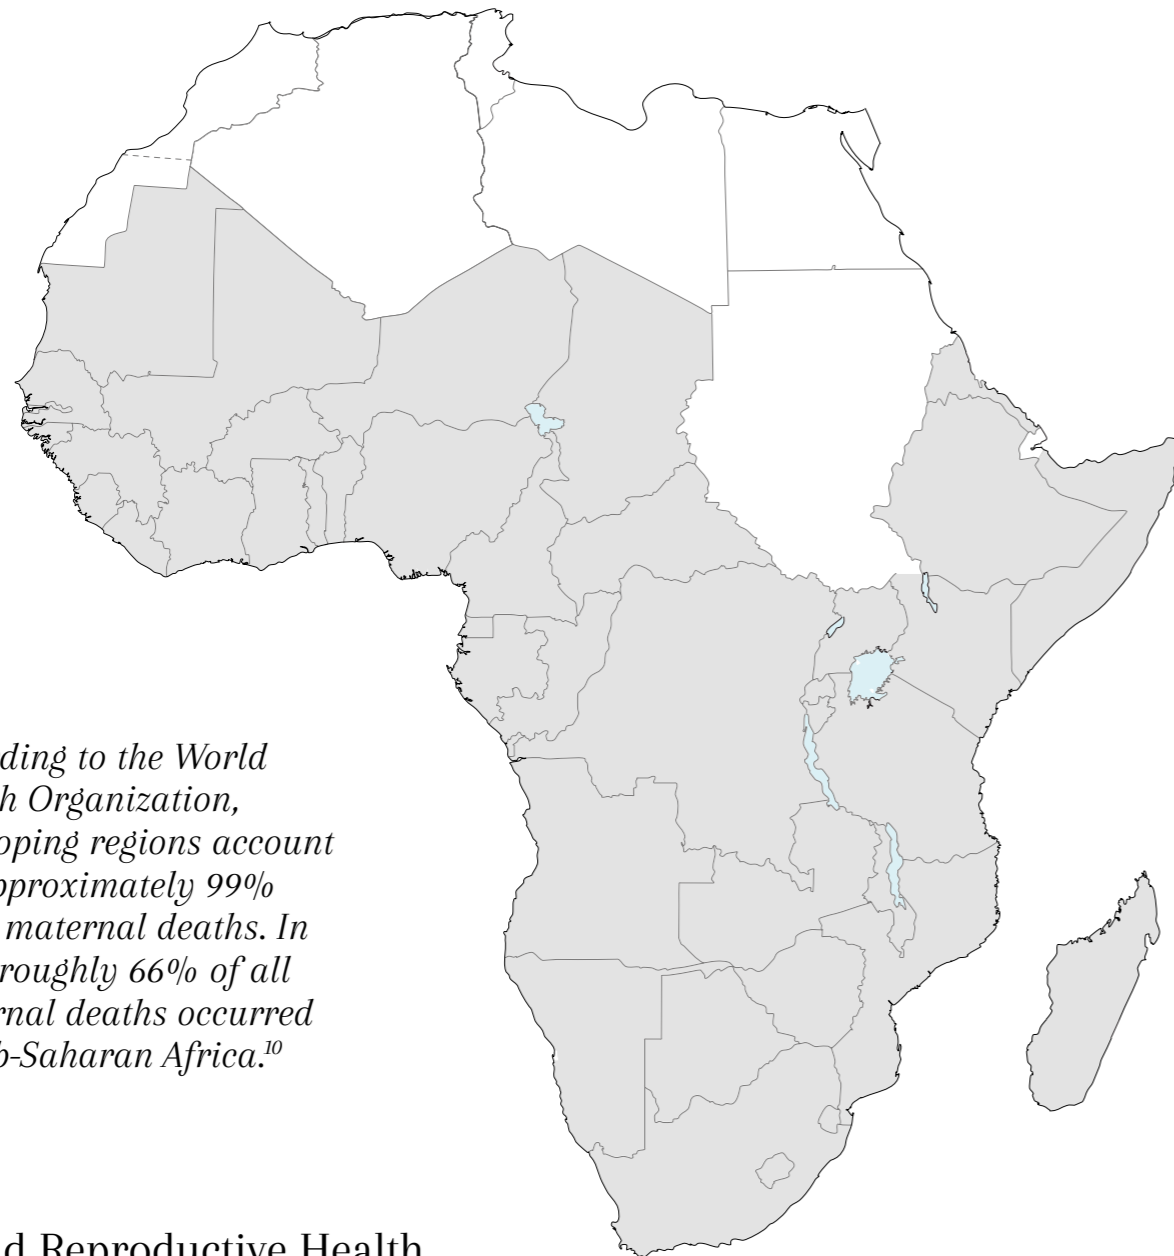 ding to the World
h Organization,
oping regions account
pproximately 99%
maternal deaths. In
roughly 66% of all
rnal deaths occurred
b-Saharan Africa.10
d Reproductive Health